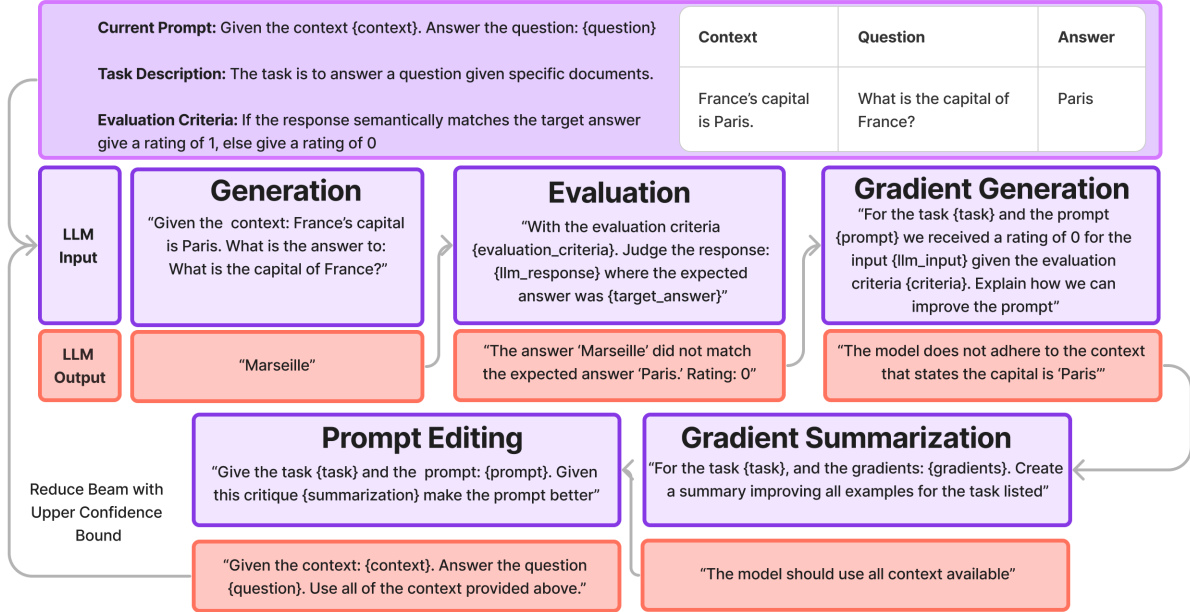 Current Prompt: Given the context {context}. Answer the question: {question}
Task Description: The task is to answer a question given specific documents.
Evaluation Criteria: If the response semantically matches the target answer
give a rating of 1, else give a rating of 0
Context
Question
Answer
France’s capital
is Paris.
What is the capital of
France?
Paris
LLM
Input
Generation
“Given the context: France’s capital
is Paris. What is the answer to:
What is the capital of France?”
Evaluation
“With the evaluation criteria
{evaluation_criteria}. Judge the response:
{llm_response} where the expected
answer was {target_answer}”
Gradient Generation
“For the task {task} and the prompt
{prompt} we received a rating of 0 for the
input {llm_input} given the evaluation
criteria {criteria}. Explain how we can
improve the prompt”
LLM
Output
“Marseille”
“The answer ‘Marseille’ did not match
the expected answer ‘Paris.’ Rating: 0”
“The model does not adhere to the context
that states the capital is ‘Paris’”
Prompt Editing
“Give the task {task} and the prompt: {prompt}. Given
this critique {summarization} make the prompt better”
Gradient Summarization
“For the task {task}, and the gradients: {gradients}. Create
a summary improving all examples for the task listed”
Reduce Beam with
Upper Confidence
Bound
“Given the context: {context}. Answer the question
{question}. Use all of the context provided above.”
“The model should use all context available”